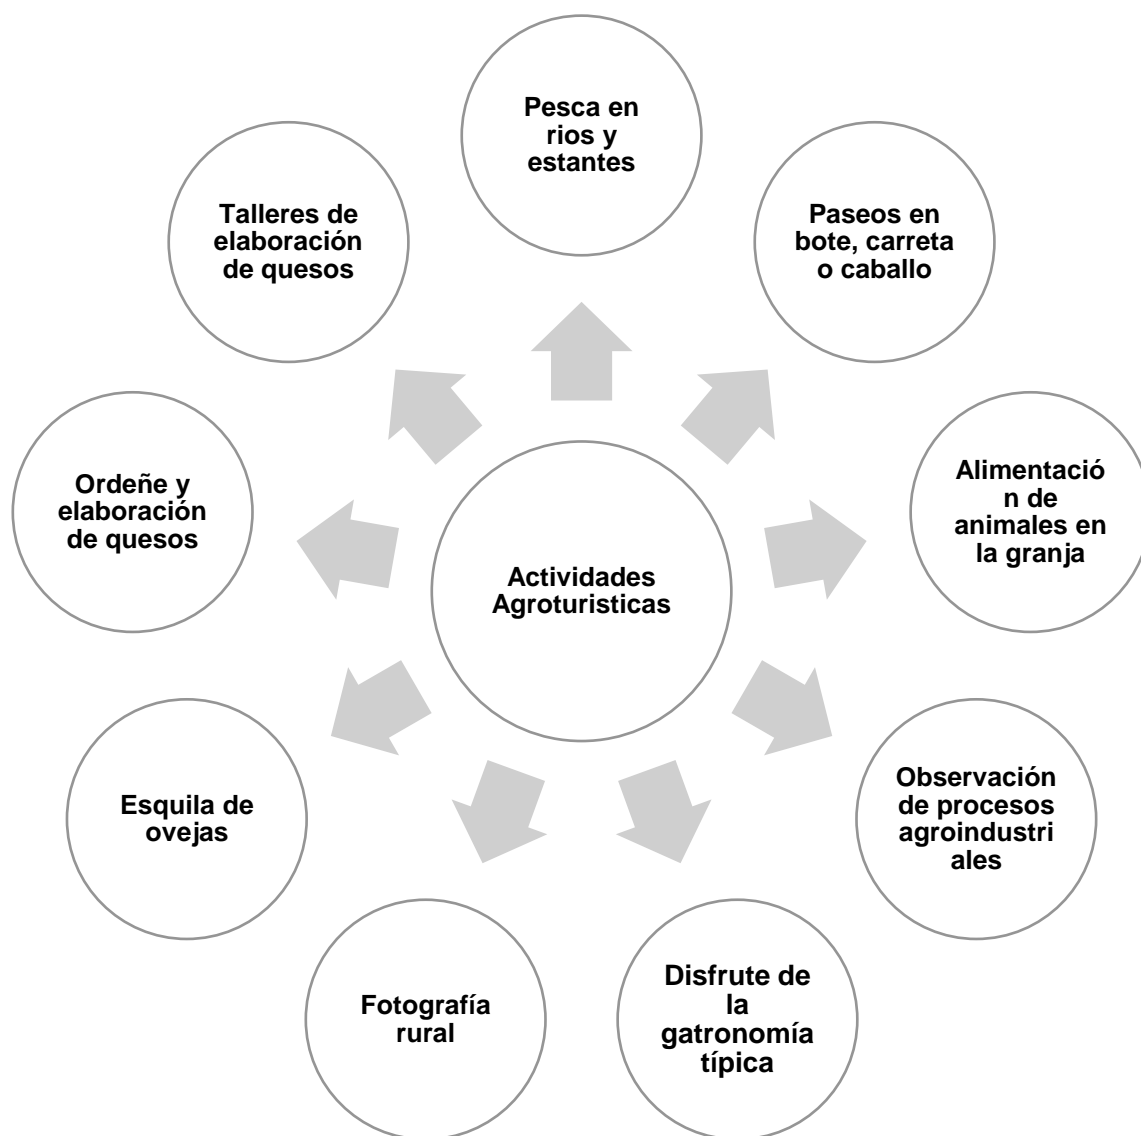 Pesca en
rios y
estantes
Paseos en
bote, carreta
o caballo
Alimentació
n de
animales en
la granja
Observación
de procesos
agroindustri
ales
Disfrute de
la
gatronomía
típica
Fotografía
rural
Esquila de
ovejas
Ordeñe y
elaboración
de quesos
Talleres de
elaboración
de quesos
Actividades
Agroturisticas